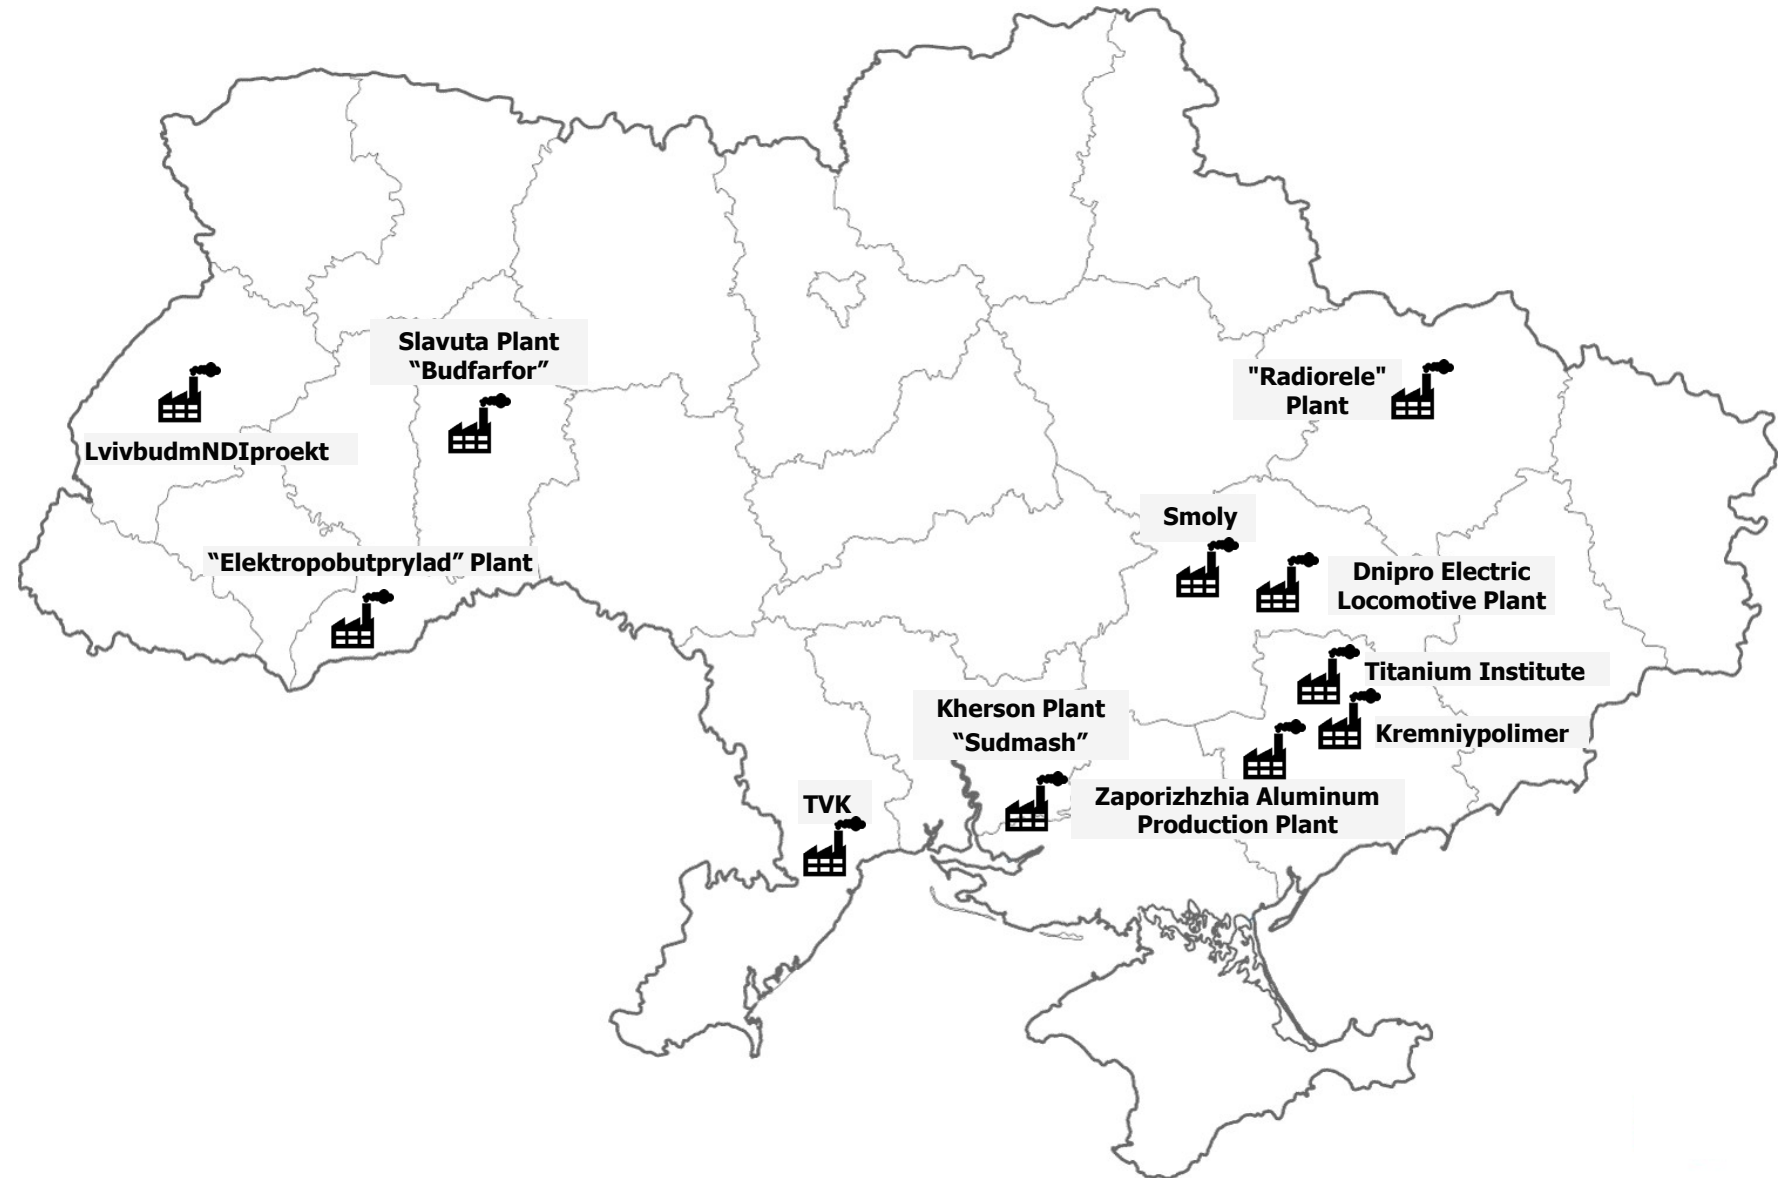 Slavuta Plant
“Budfarfor”
"Radiorele"
Plant
LvivbudmNDIproekt
Smoly
“Elektropobutprylad” Plant
Dnipro Electric
Locomotive Plant
Titanium Institute
Kherson Plant
“Sudmash”
Kremniypolimer
TVK
Zaporizhzhia Aluminum
Production Plant